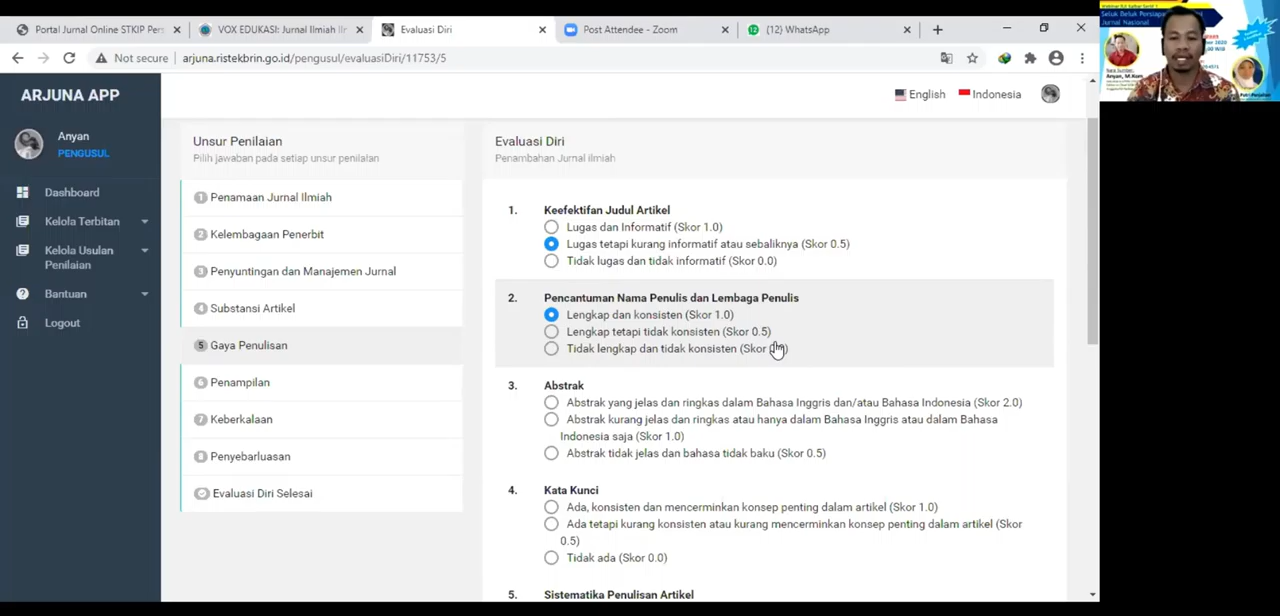 Portal Jurnal Online STKIP Pers
VOX EDUKASI: Jurnal Ilmiah Iln
Evaluasi Diri
Post Attendee - Zoom
(12) WhatsApp
Not secure
arjuna.ristekbrin.go.id/pengusul/evaluasiDiri/11753/5
ARJUNA APP
English
Indonesia
Anyan
PENGUSUL
Dashboard
Kelola Terbitan
Kelola Usulan
Penilaian
Bantuan
Logout
Unsur Penilaian
Pilih jawaban pada setiap unsur penilaian
1 Penamaan Jurnal Ilmiah
2 Kelembagaan Penerbit
3 Penyuntingan dan Manajemen Jurnal
4 Substansi Artikel
5 Gaya Penulisan
6 Penampilan
7 Keberkalaan
8 Penyebarluasan
Evaluasi Diri Selesai
Evaluasi Diri
Penambahan Jurnal ilmiah
1. Keefektifan Judul Artikel
Lugas dan Informatif (Skor 1.0)
Lugas tetapi kurang informatif atau sebaliknya (Skor 0.5)
Tidak lugas dan tidak informatif (Skor 0.0)
2. Pencantuman Nama Penulis dan Lembaga Penulis
Lengkap dan konsisten (Skor 1.0)
Lengkap tetapi tidak konsisten (Skor 0.5)
Tidak lengkap dan tidak konsisten (Skor
3. Abstrak
Abstrak yang jelas dan ringkas dalam Bahasa Inggris dan/atau Bahasa Indonesia (Skor 2.0)
Abstrak kurang jelas dan ringkas atau hanya dalam Bahasa Inggris atau dalam Bahasa
Indonesia saja (Skor 1.0)
Abstrak tidak jelas dan bahasa tidak baku (Skor 0.5)
4. Kata Kunci
Ada, konsisten dan mencerminkan konsep penting dalam artikel (Skor 1.0)
Ada tetapi kurang konsisten atau kurang mencerminkan konsep penting dalam artikel (Skor
0.5)
Tidak ada (Skor 0.0)
5. Sistematika Penulisan Artikel
Jurnal Nasional